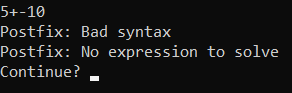 5+-10
Postfix: Bad syntax
Postfix: No expression to solve
Continue?